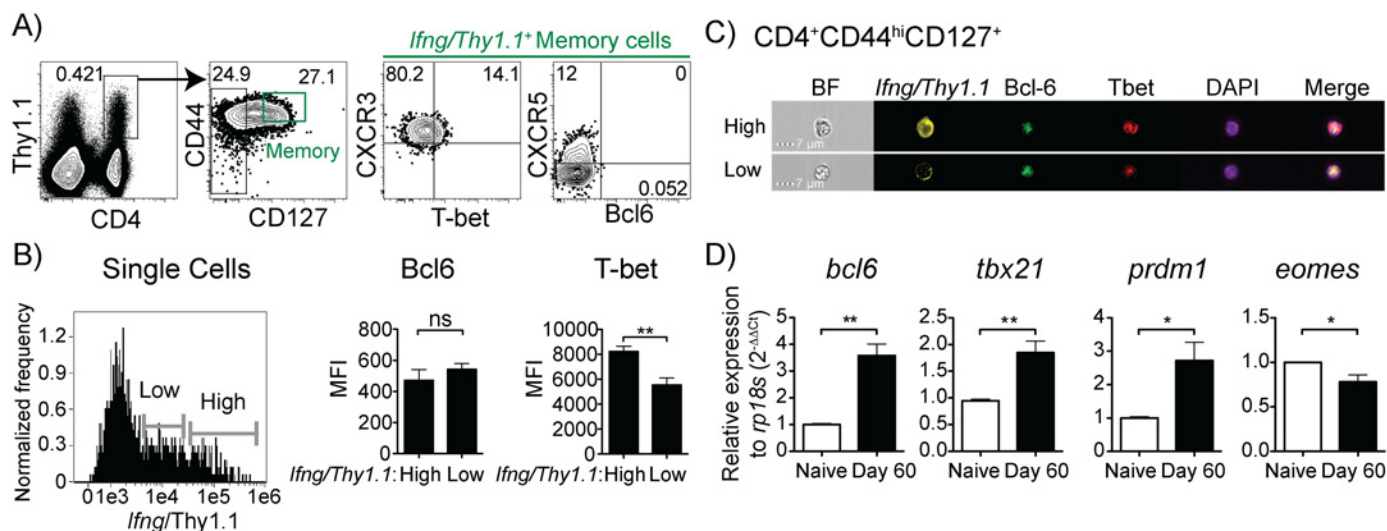 A)
Ifng/Thy1.1+ Memory cells
0.421
24.9
27.1
80.2
14.1
12
0
Thy1.1
CD44
Memory
CXCR3
CXCR5
0.052
CD4
CD127
T-bet
Bcl6
C)
CD4+CD44hiCD127+
BF
Ifng/Thy1.1
Bcl-6
Tbet
DAPI
Merge
High
7 μm
Low
7 μm
B)
Single Cells
Normalized frequency
1.2
0.9
0.6
0.3
0
Low
High
0 1e3 1e4 1e5 1e6
Ifng/Thy1.1
Bcl6
MFI
800
600
400
200
0
ns
Ifng/Thy1.1: High Low
T-bet
MFI
10000
8000
6000
4000
2000
0
**
Ifng/Thy1.1: High Low
D)
Relative expression
to rp18s (2-ΔΔCt)
bcl6
5
4
3
2
1
0
**
Naive Day 60
tbx21
2.5
2.0
1.5
1.0
0.5
0.0
**
Naive Day 60
prdm1
4
3
2
1
0
*
Naive Day 60
eomes
1.5
1.0
0.5
0.0
*
Naive Day 60